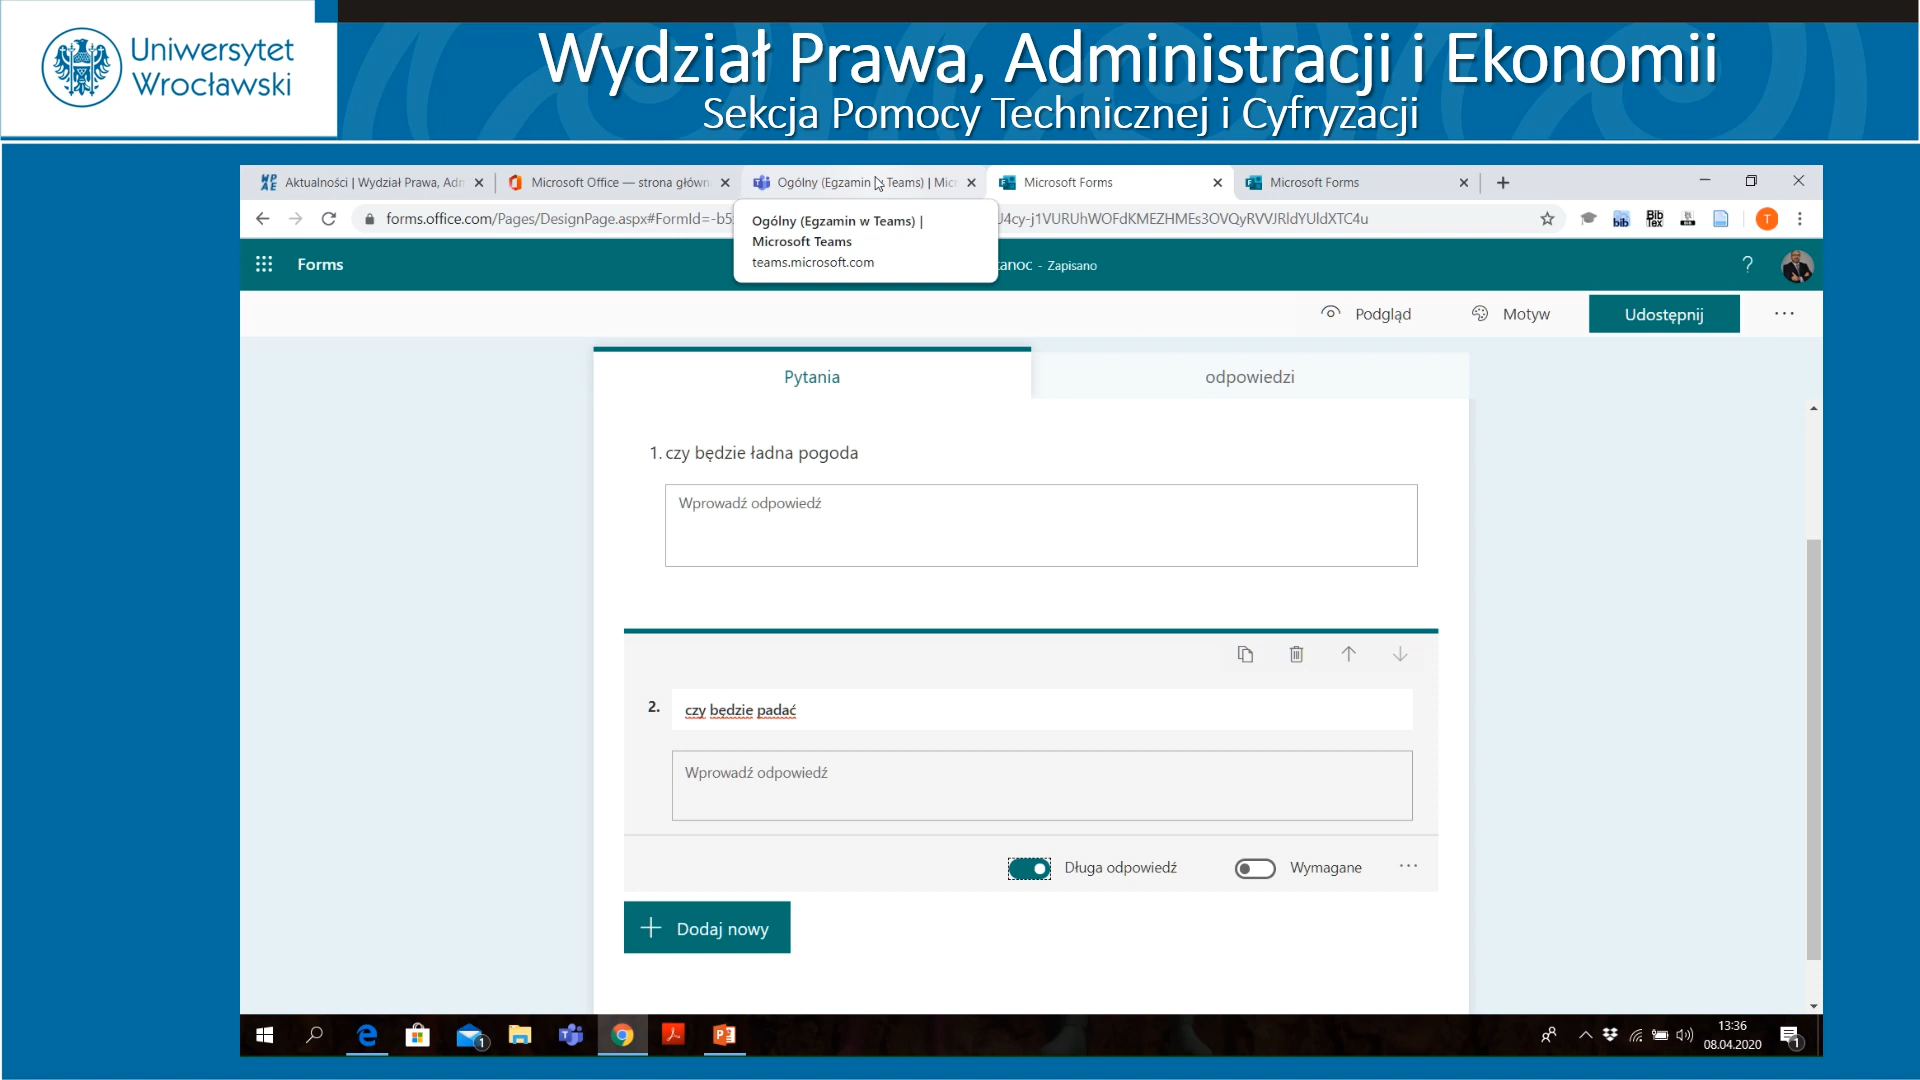 Uniwersytet
Wrocławski
Wydział Prawa, Administracji i Ekonomii
Sekcja Pomocy Technicznej i Cyfryzacji
Aktualności | Wydział Prawa, Adm
Microsoft Office — strona główn
Ogólny (Egzamin w Teams) | Micr
Microsoft Forms
Microsoft Forms
forms.office.com/Pages/DesignPage.aspx#FormId=-b5
Ogólny (Egzamin w Teams) |
Microsoft Teams
teams.microsoft.com
Forms
anoc - Zapisano
?
Podgląd
Motyw
Udostępnij
Pytania
odpowiedzi
1. czy będzie ładna pogoda
Wprowadź odpowiedź
2.
czy będzie padać
Wprowadź odpowiedź
Długa odpowiedź
Wymagane
Dodaj nowy
13:36
08.04.2020